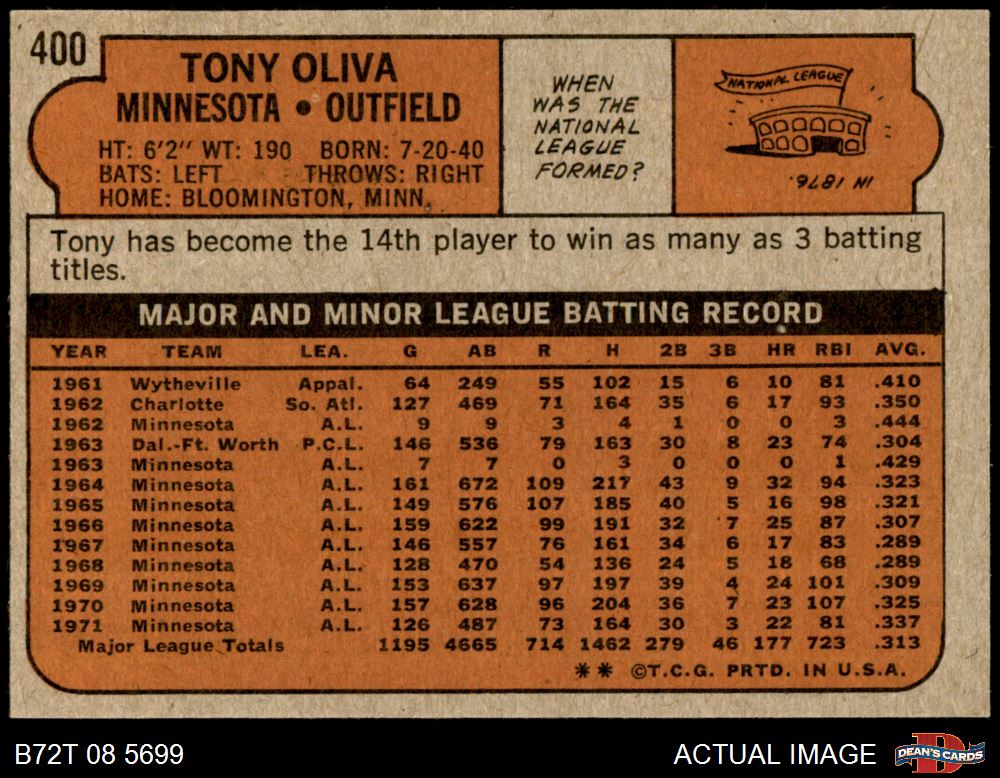 400
TONY OLIVA
MINNESOTA • OUTFIELD
HT: 6'2" WT: 190 BORN: 7-20-40
BATS: LEFT THROWS: RIGHT
HOME: BLOOMINGTON, MINN.
WHEN
WAS THE
NATIONAL
LEAGUE
FORMED?
NATIONAL LEAGUE
IN 1876.
Tony has become the 14th player to win as many as 3 batting
titles.
MAJOR AND MINOR LEAGUE BATTING RECORD
YEAR TEAM LEA. G AB R H 2B 3B HR RBI AVG.
1961 Wytheville Appal. 64 249 55 102 15 6 10 81 .410
1962 Charlotte So. Atl. 127 469 71 164 35 6 17 93 .350
1962 Minnesota A.L. 9 9 3 4 1 0 0 3 .444
1963 Dal.-Ft. Worth P.C.L. 146 536 79 163 30 8 23 74 .304
1963 Minnesota A.L. 7 7 0 3 0 0 0 1 .429
1964 Minnesota A.L. 161 672 109 217 43 9 32 94 .323
1965 Minnesota A.L. 149 576 107 185 40 5 16 98 .321
1966 Minnesota A.L. 159 622 99 191 32 7 25 87 .307
1967 Minnesota A.L. 146 557 76 161 34 6 17 83 .289
1968 Minnesota A.L. 128 470 54 136 24 5 18 68 .289
1969 Minnesota A.L. 153 637 97 197 39 4 24 101 .309
1970 Minnesota A.L. 157 628 96 204 36 7 23 107 .325
1971 Minnesota A.L. 126 487 73 164 30 3 22 81 .337
Major League Totals 1195 4665 714 1462 279 46 177 723 .313
** ©T.C.G. PRTD. IN U.S.A.
B72T 08 5699
ACTUAL IMAGE
DEAN'S CARDS